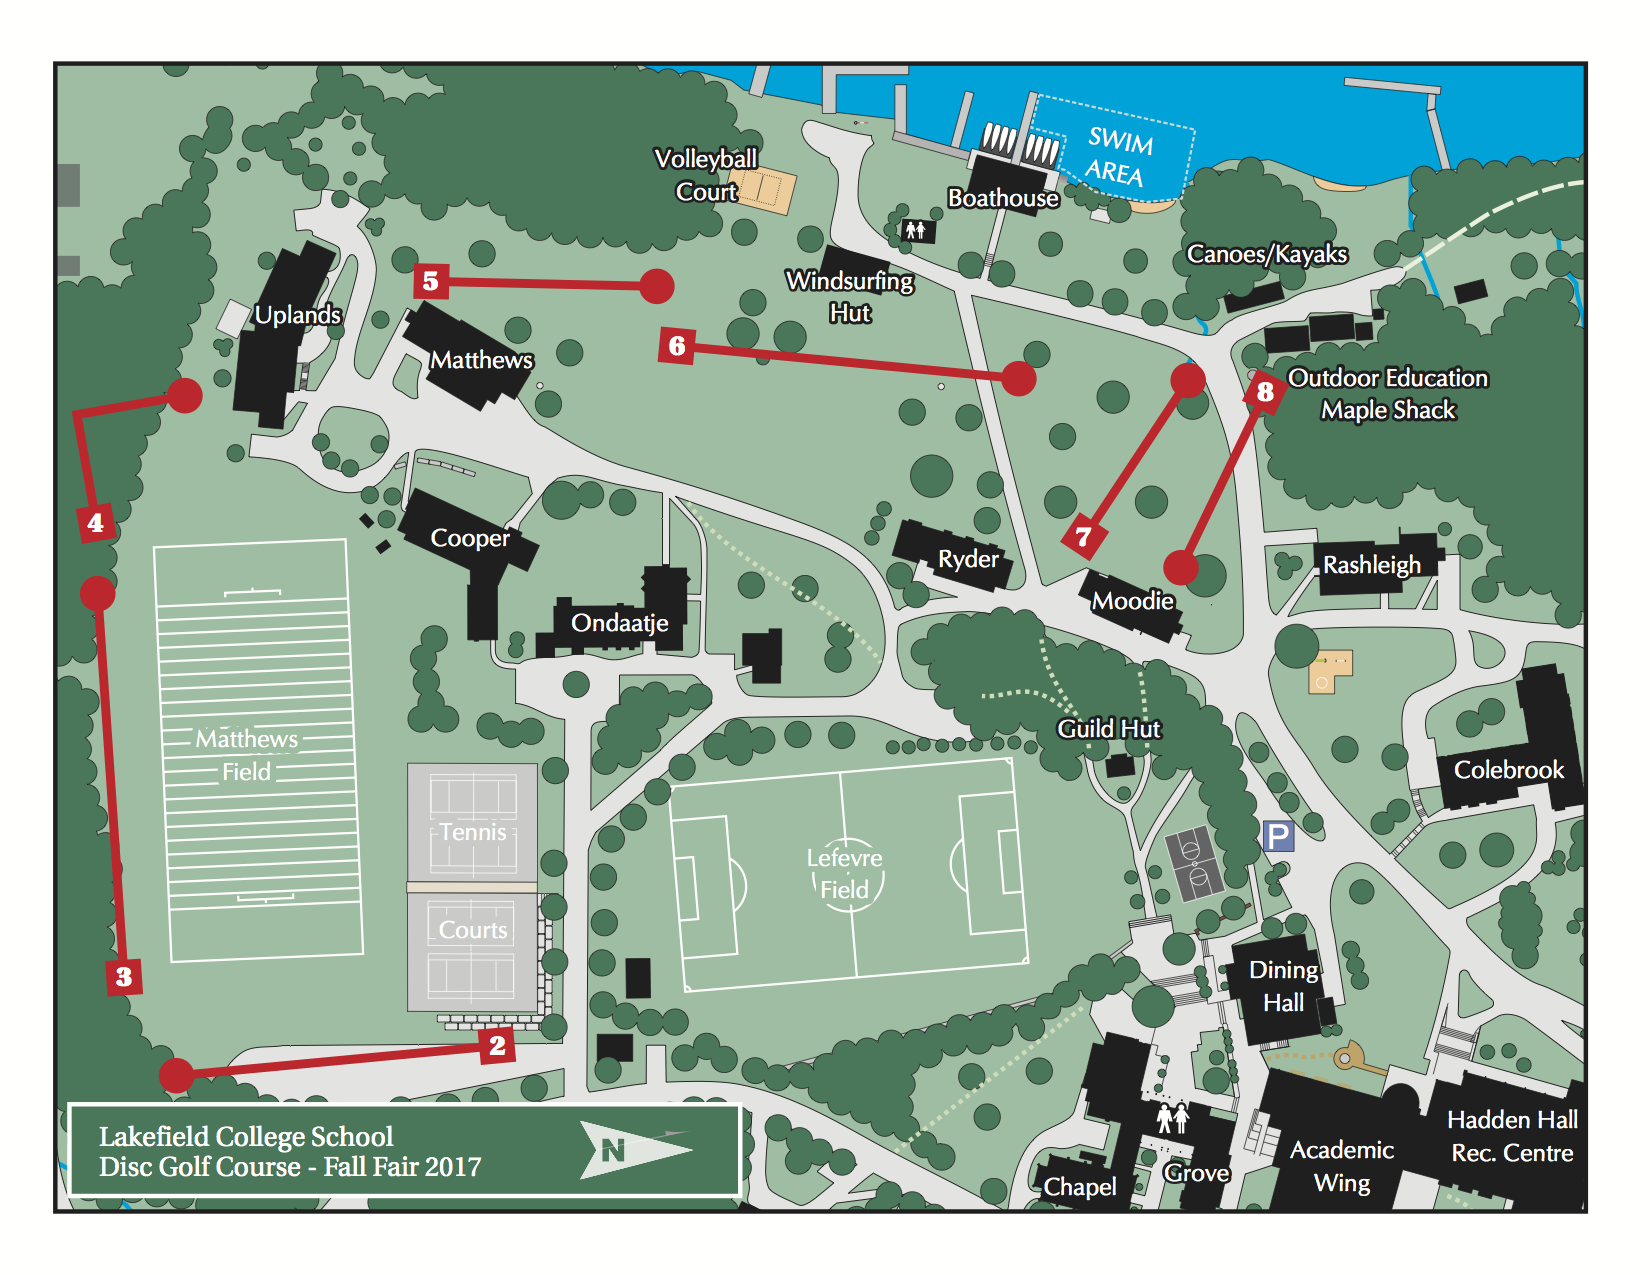 SWIM
AREA
Volleyball
Court
Boathouse
Canoes/Kayaks
5
Windsurfing
Hut
Uplands
6
Matthews
8
Outdoor Education
Maple Shack
4
Cooper
7
Ryder
Rashleigh
Moodie
Ondaatje
Guild Hut
Matthews
Field
Colebrook
Tennis
P
Lefevre
Field
Courts
3
Dining
Hall
2
Lakefield College School
Disc Golf Course - Fall Fair 2017
N
Hadden Hall
Rec. Centre
Academic
Wing
Grove
Chapel